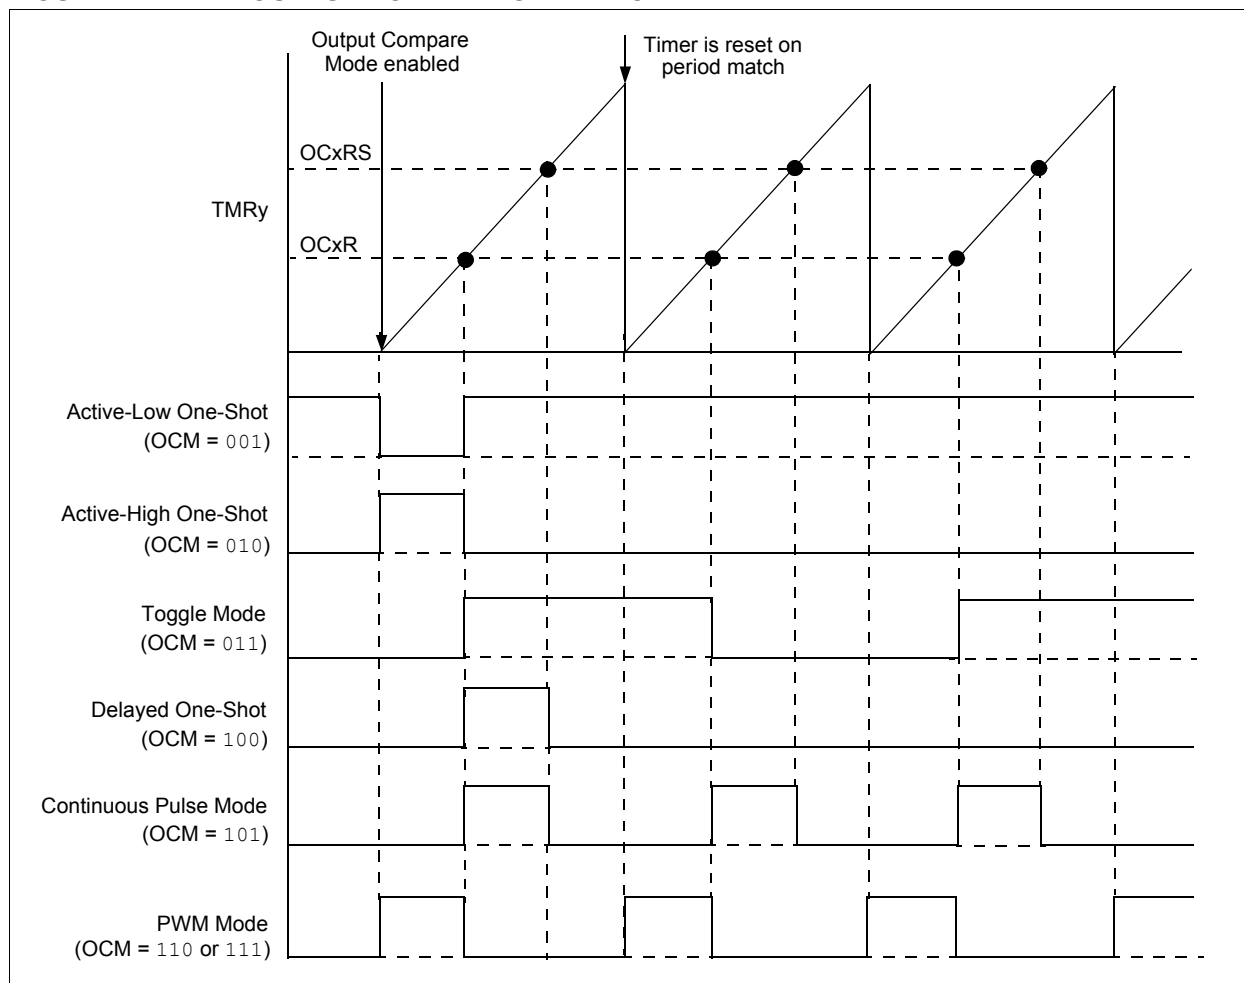 Output Compare
Mode enabled
Timer is reset on
period match
OCxRS
TMRy
OCxR
Active-Low One-Shot
(OCM = 001)
Active-High One-Shot
(OCM = 010)
Toggle Mode
(OCM = 011)
Delayed One-Shot
(OCM = 100)
Continuous Pulse Mode
(OCM = 101)
PWM Mode
(OCM = 110 or 111)